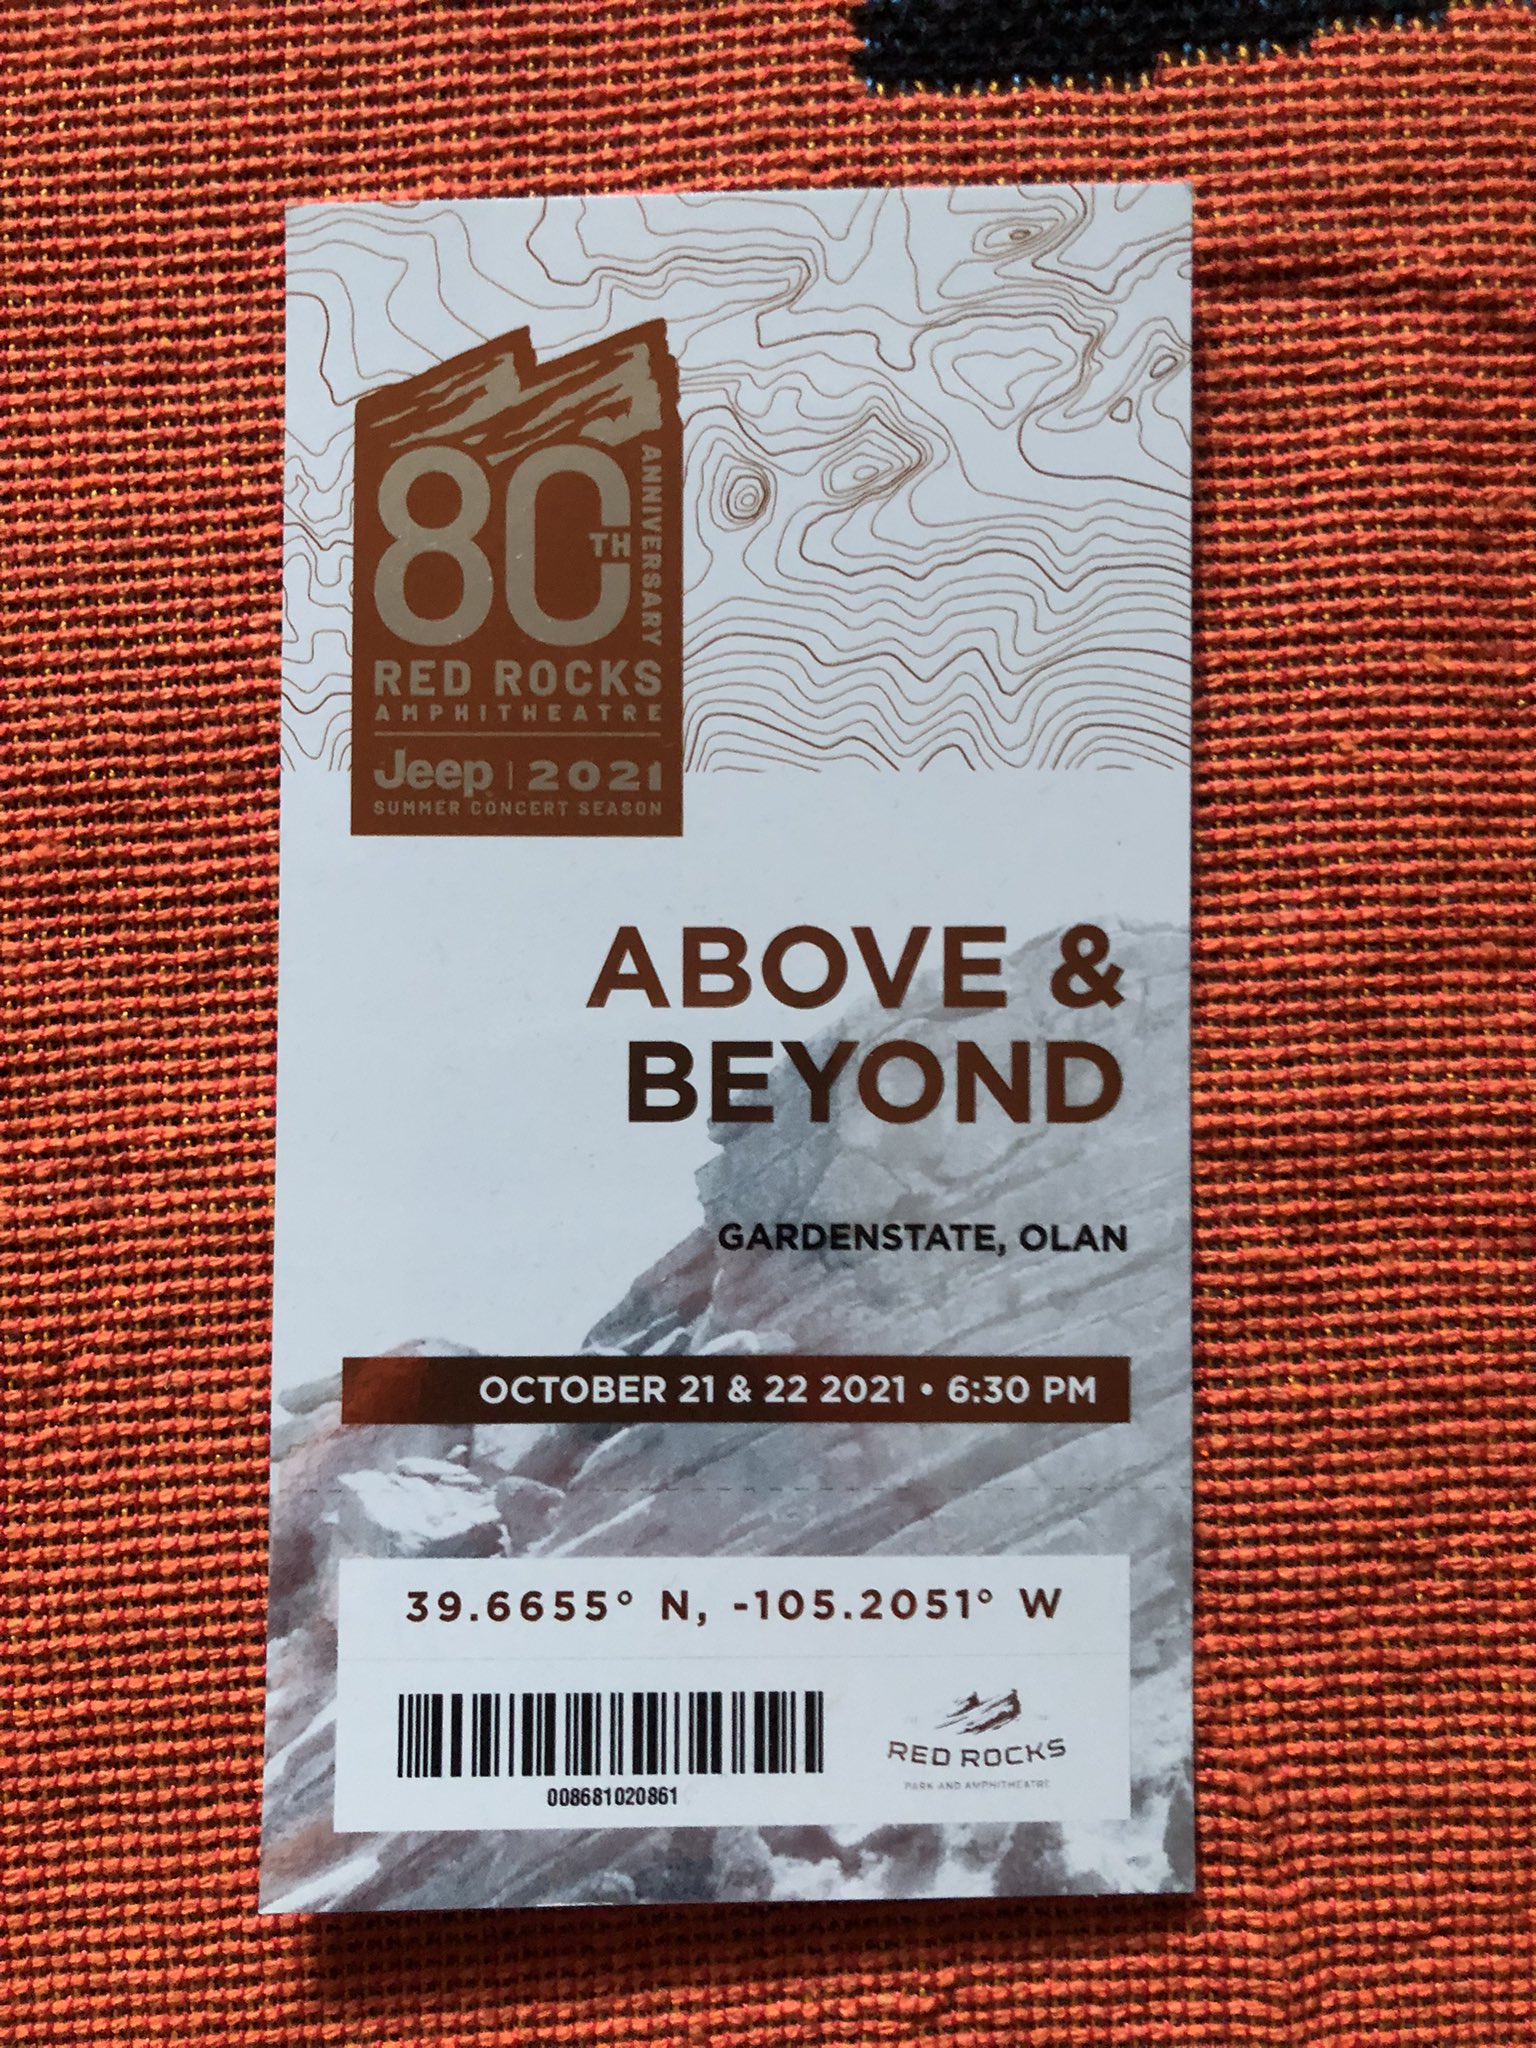 80TH
ANNIVERSARY
RED ROCKS
AMPHITHEATRE
Jeep | 2021
SUMMER CONCERT SEASON
ABOVE &
BEYOND
GARDENSTATE, OLAN
OCTOBER 21 & 22 2021 • 6:30 PM
39.6655° N, -105.2051° W
008681020861
RED ROCKS
PARK AND AMPHITHEATRE